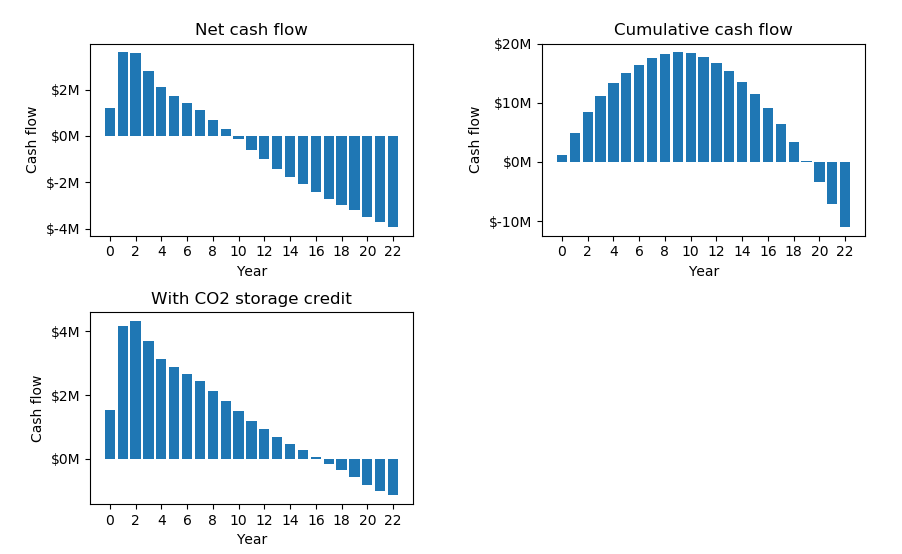 Net cash flow
Cash flow
$2M
$0M
$-2M
$-4M
0 2 4 6 8 10 12 14 16 18 20 22
Year
Cumulative cash flow
Cash flow
$20M
$10M
$0M
$-10M
0 2 4 6 8 10 12 14 16 18 20 22
Year
With CO2 storage credit
Cash flow
$4M
$2M
$0M
0 2 4 6 8 10 12 14 16 18 20 22
Year